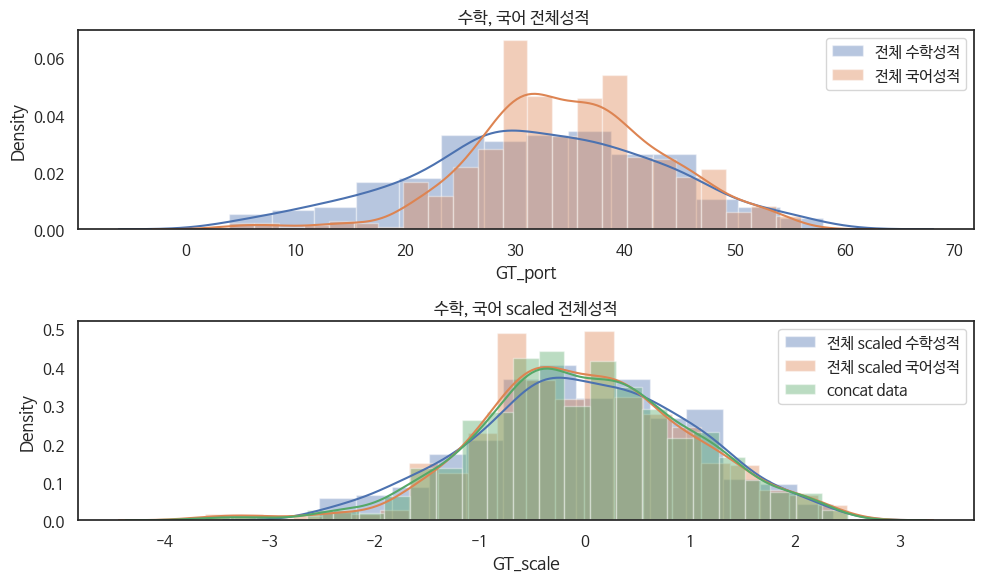 수학, 국어 전체성적
Density
0.06
0.04
0.02
0.00
전체 수학성적
전체 국어성적
0 10 20 30 40 50 60 70
GT_port
수학, 국어 scaled 전체성적
Density
0.5
0.4
0.3
0.2
0.1
0.0
전체 scaled 수학성적
전체 scaled 국어성적
concat data
−4 −3 −2 −1 0 1 2 3
GT_scale